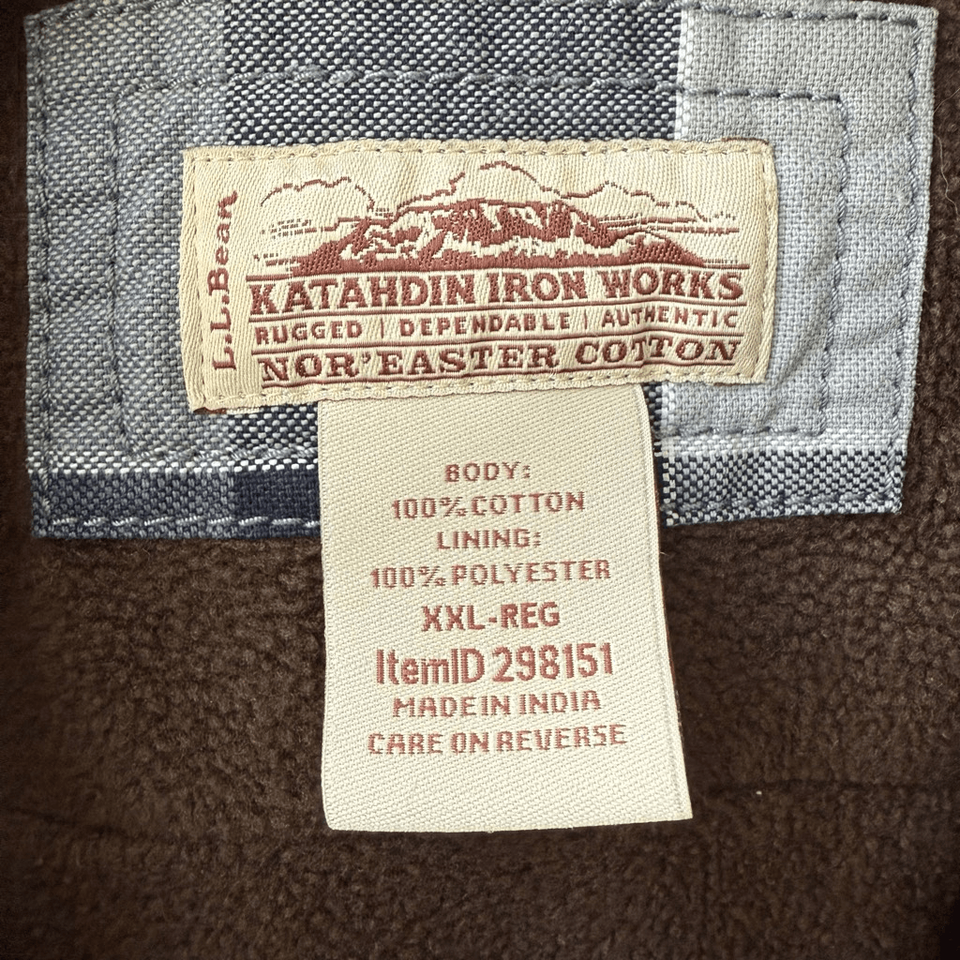 L.L.Bean
KATAHDIN IRON WORKS
RUGGED | DEPENDABLE | AUTHENTIC
NOR'EASTER COTTON
BODY:
100% COTTON
LINING:
100% POLYESTER
XXL-REG
ItemID 298151
MADE IN INDIA
CARE ON REVERSE